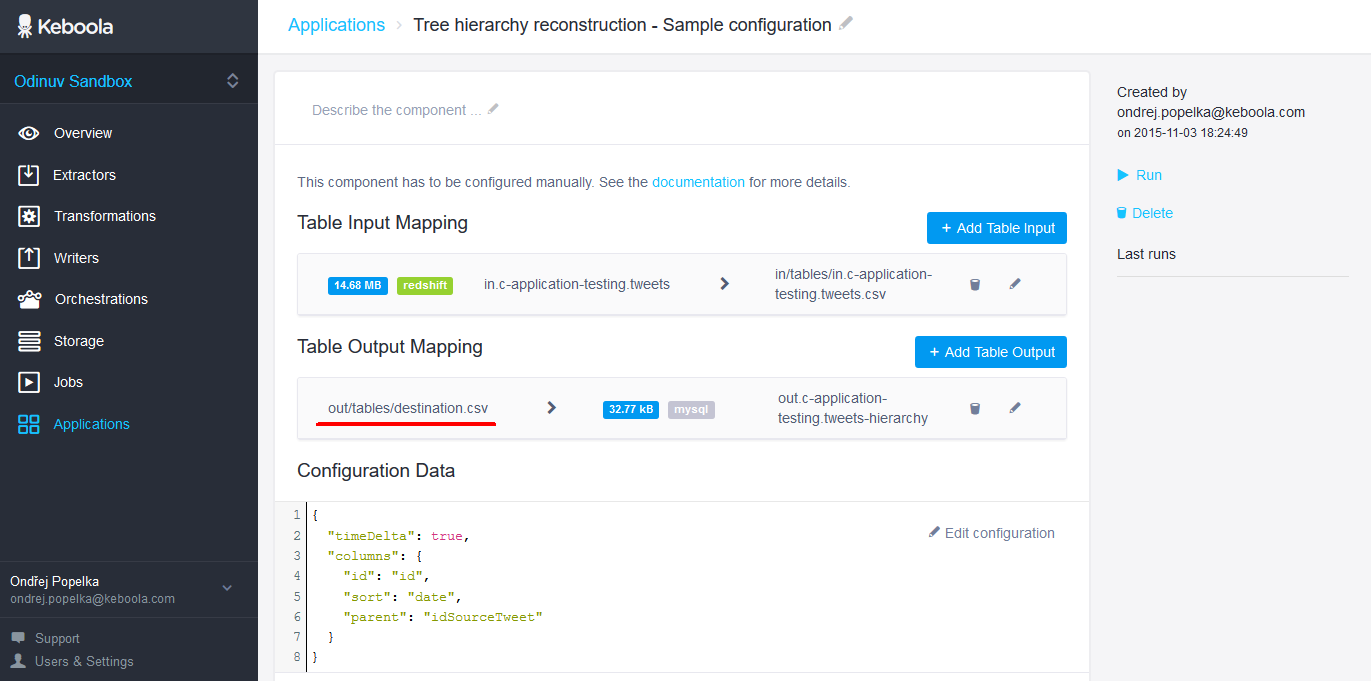 Keboola
Odinuv Sandbox
Overview
Extractors
Transformations
Writers
Orchestrations
Storage
Jobs
Applications
Ondřej Popelka
ondrej.popelka@keboola.com
Support
Users & Settings
Applications › Tree hierarchy reconstruction - Sample configuration
Describe the component ...
This component has to be configured manually. See the documentation for more details.
Table Input Mapping
+ Add Table Input
14.68 MB redshift in.c-application-testing.tweets in/tables/in.c-application-
testing.tweets.csv
Table Output Mapping
+ Add Table Output
out/tables/destination.csv 32.77 kB mysql out.c-application-
testing.tweets-hierarchy
Configuration Data
Edit configuration
1 {
2 "timeDelta": true,
3 "columns": {
4 "id": "id",
5 "sort": "date",
6 "parent": "idSourceTweet"
7 }
8 }
Created by
ondrej.popelka@keboola.com
on 2015-11-03 18:24:49
Run
Delete
Last runs